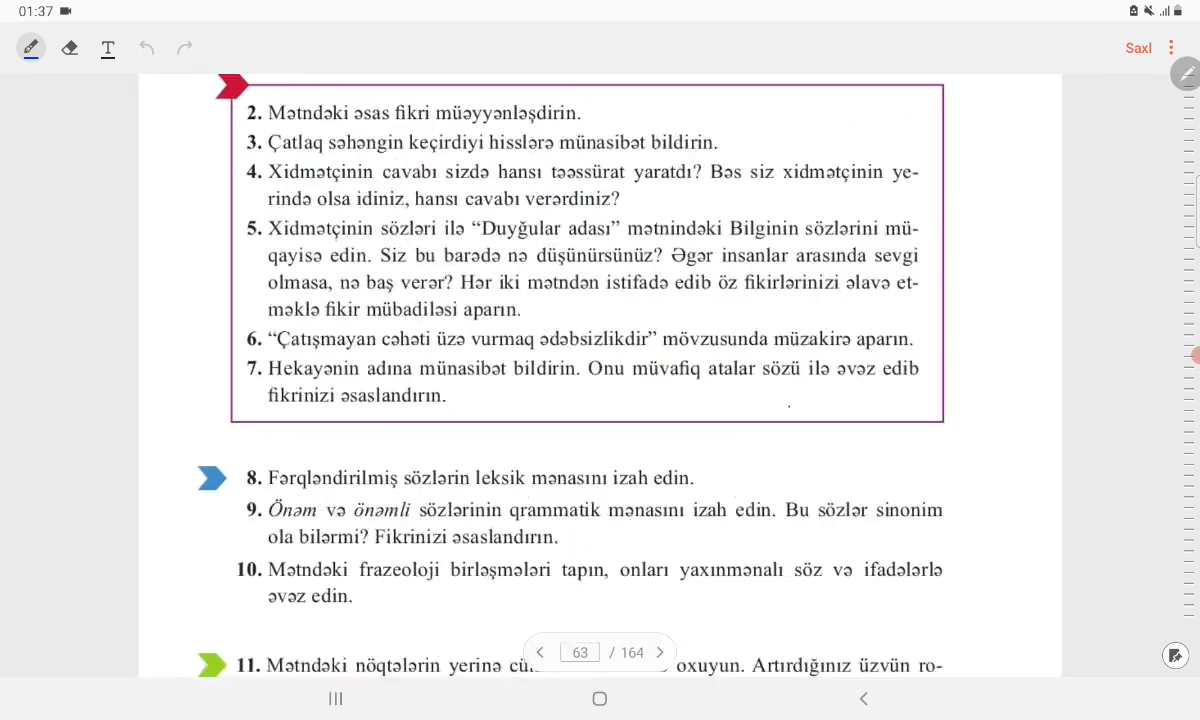 01:37
T
Saxl
2. Mətndəki əsas fikri müəyyənləşdirin.
3. Çatlaq səhəngin keçirdiyi hisslərə münasibət bildirin.
4. Xidmətçinin cavabı sizdə hansı təəssürat yaratdı? Bəs siz xidmətçinin ye-
rində olsa idiniz, hansı cavabı verərdiniz?
5. Xidmətçinin sözləri ilə “Duyğular adası” mətnindəki Bilginin sözlərini mü-
qayisə edin. Siz bu barədə nə düşünürsünüz? Əgər insanlar arasında sevgi
olmasa, nə baş verər? Hər iki mətndən istifadə edib öz fikirlərinizi əlavə et-
məklə fikir mübadiləsi aparın.
6. “Çatışmayan cəhəti üzə vurmaq ədəbsizlikdir” mövzusunda müzakirə aparın.
7. Hekayənin adına münasibət bildirin. Onu müvafiq atalar sözü ilə əvəz edib
fikrinizi əsaslandırın.
8. Fərqləndirilmiş sözlərin leksik mənasını izah edin.
9. Önəm və önəmli sözlərinin qrammatik mənasını izah edin. Bu sözlər sinonim
ola bilərmi? Fikrinizi əsaslandırın.
10. Mətndəki frazeoloji birləşmələri tapın, onları yaxınmənalı söz və ifadələrlə
əvəz edin.
63 / 164
11. Mətndəki nöqtələrin yerinə oxuyun. Artırdığınız üzvün ro-